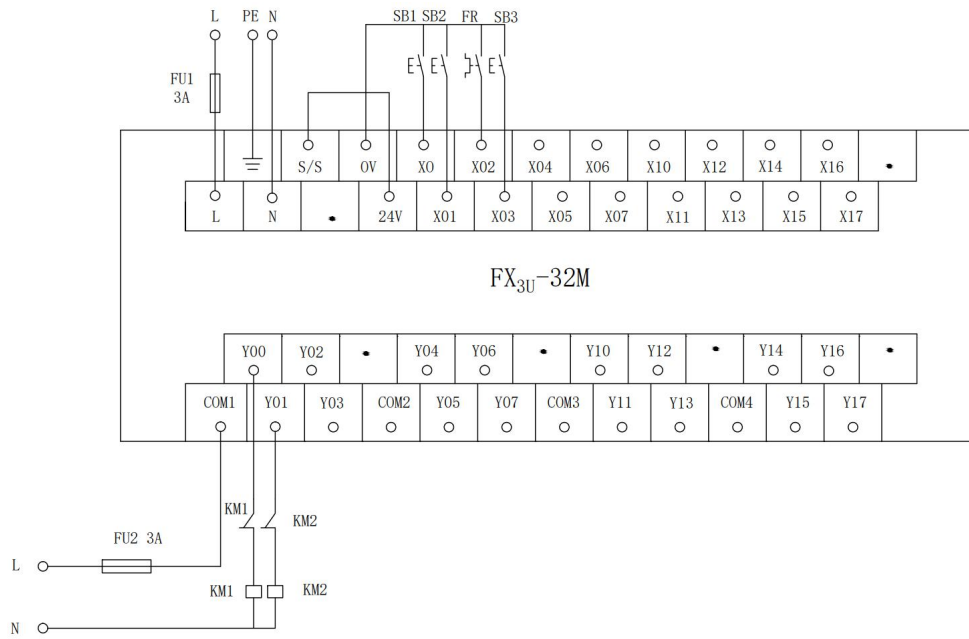 L PE N SB1 SB2 FR SB3
FU1
3A
S/S 0V X0 X02 X04 X06 X10 X12 X14 X16
L N 24V X01 X03 X05 X07 X11 X13 X15 X17
FX3U-32M
Y00 Y02 Y04 Y06 Y10 Y12 Y14 Y16
COM1 Y01 Y03 COM2 Y05 Y07 COM3 Y11 Y13 COM4 Y15 Y17
KM1 KM2
FU2 3A
L
KM1 KM2
N